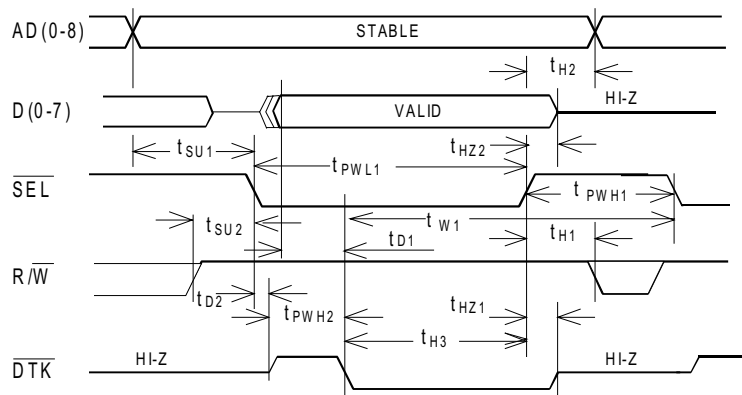 AD(0-8)
STABLE
tH2
D(0-7)
VALID
HI-Z
tSU1
tPWL1
tHZ2
SEL
tPWH1
tSU2
tW1
tD1
tH1
R/W
tD2
tPWH2
tHZ1
tH3
DTK
HI-Z
HI-Z